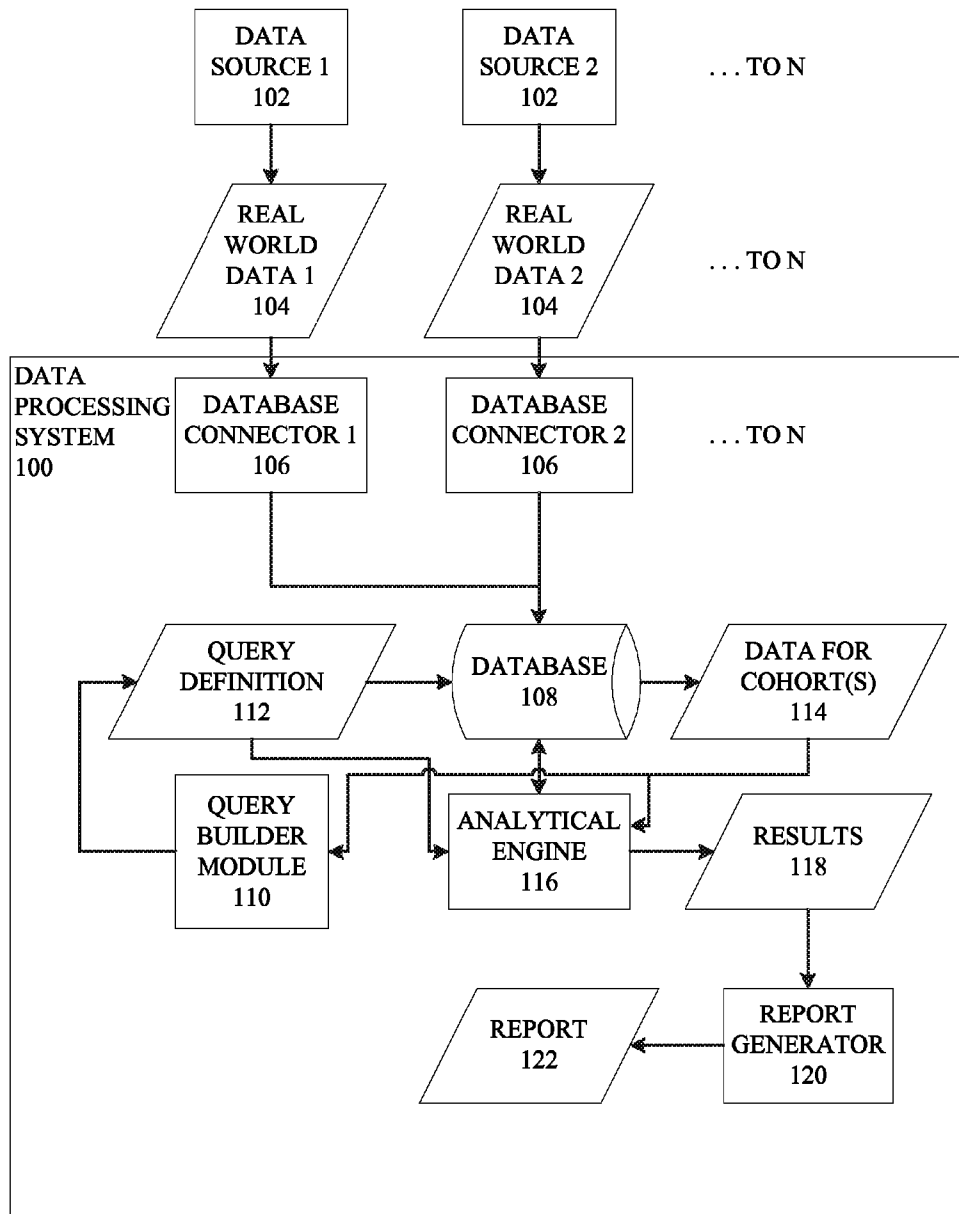 DATA
SOURCE 1
102
DATA
SOURCE 2
102
. . . TO N
REAL
WORLD
DATA 1
104
REAL
WORLD
DATA 2
104
. . . TO N
DATA
PROCESSING
SYSTEM
100
DATABASE
CONNECTOR 1
106
DATABASE
CONNECTOR 2
106
. . . TO N
QUERY
DEFINITION
112
DATABASE
108
DATA FOR
COHORT(S)
114
QUERY
BUILDER
MODULE
110
ANALYTICAL
ENGINE
116
RESULTS
118
REPORT
122
REPORT
GENERATOR
120